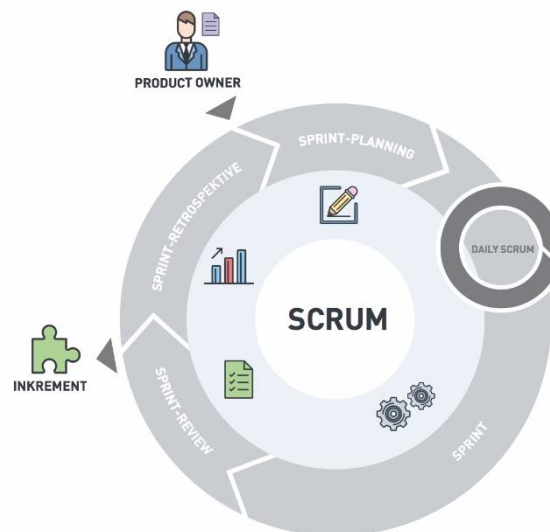 PRODUCT OWNER
SPRINT-PLANNING
SPRINT-RETROSPEKTIVE
DAILY SCRUM
SCRUM
INKREMENT
SPRINT-REVIEW
SPRINT